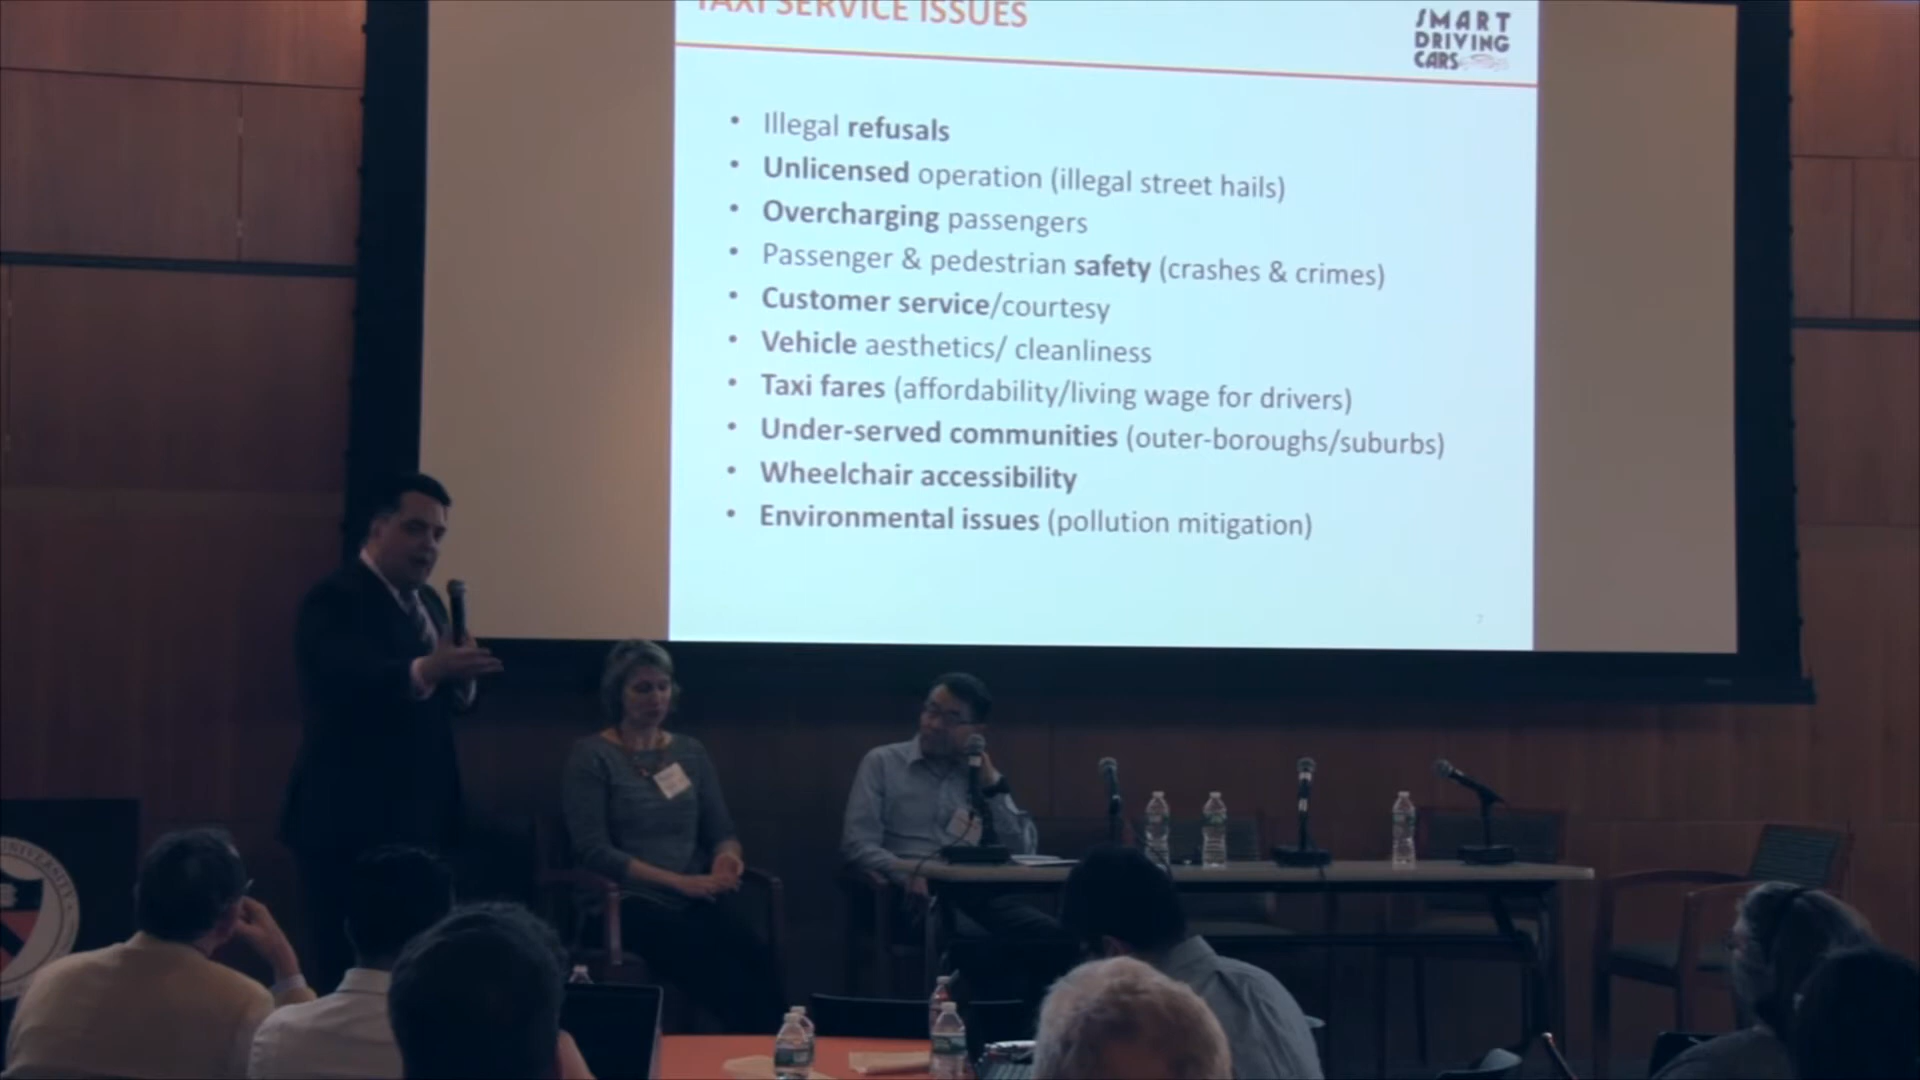 TAXI SERVICE ISSUES
SMART
DRIVING
CARS
• Illegal refusals
• Unlicensed operation (illegal street hails)
• Overcharging passengers
• Passenger & pedestrian safety (crashes & crimes)
• Customer service/courtesy
• Vehicle aesthetics/ cleanliness
• Taxi fares (affordability/living wage for drivers)
• Under-served communities (outer-boroughs/suburbs)
• Wheelchair accessibility
• Environmental issues (pollution mitigation)
7
UNIVERSITY